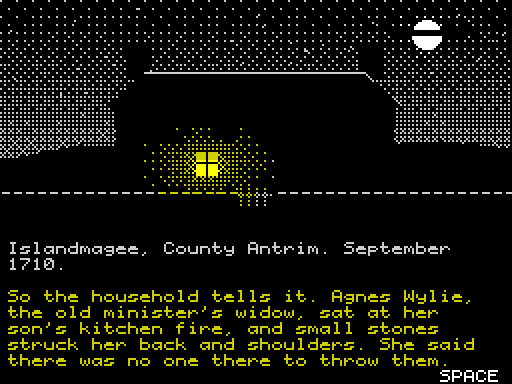 Islandmagee, County Antrim. September
1710.
So the household tells it. Agnes Wylie,
the old minister's widow, sat at her
son's kitchen fire, and small stones
struck her back and shoulders. She said
there was no one there to throw them.
SPACE